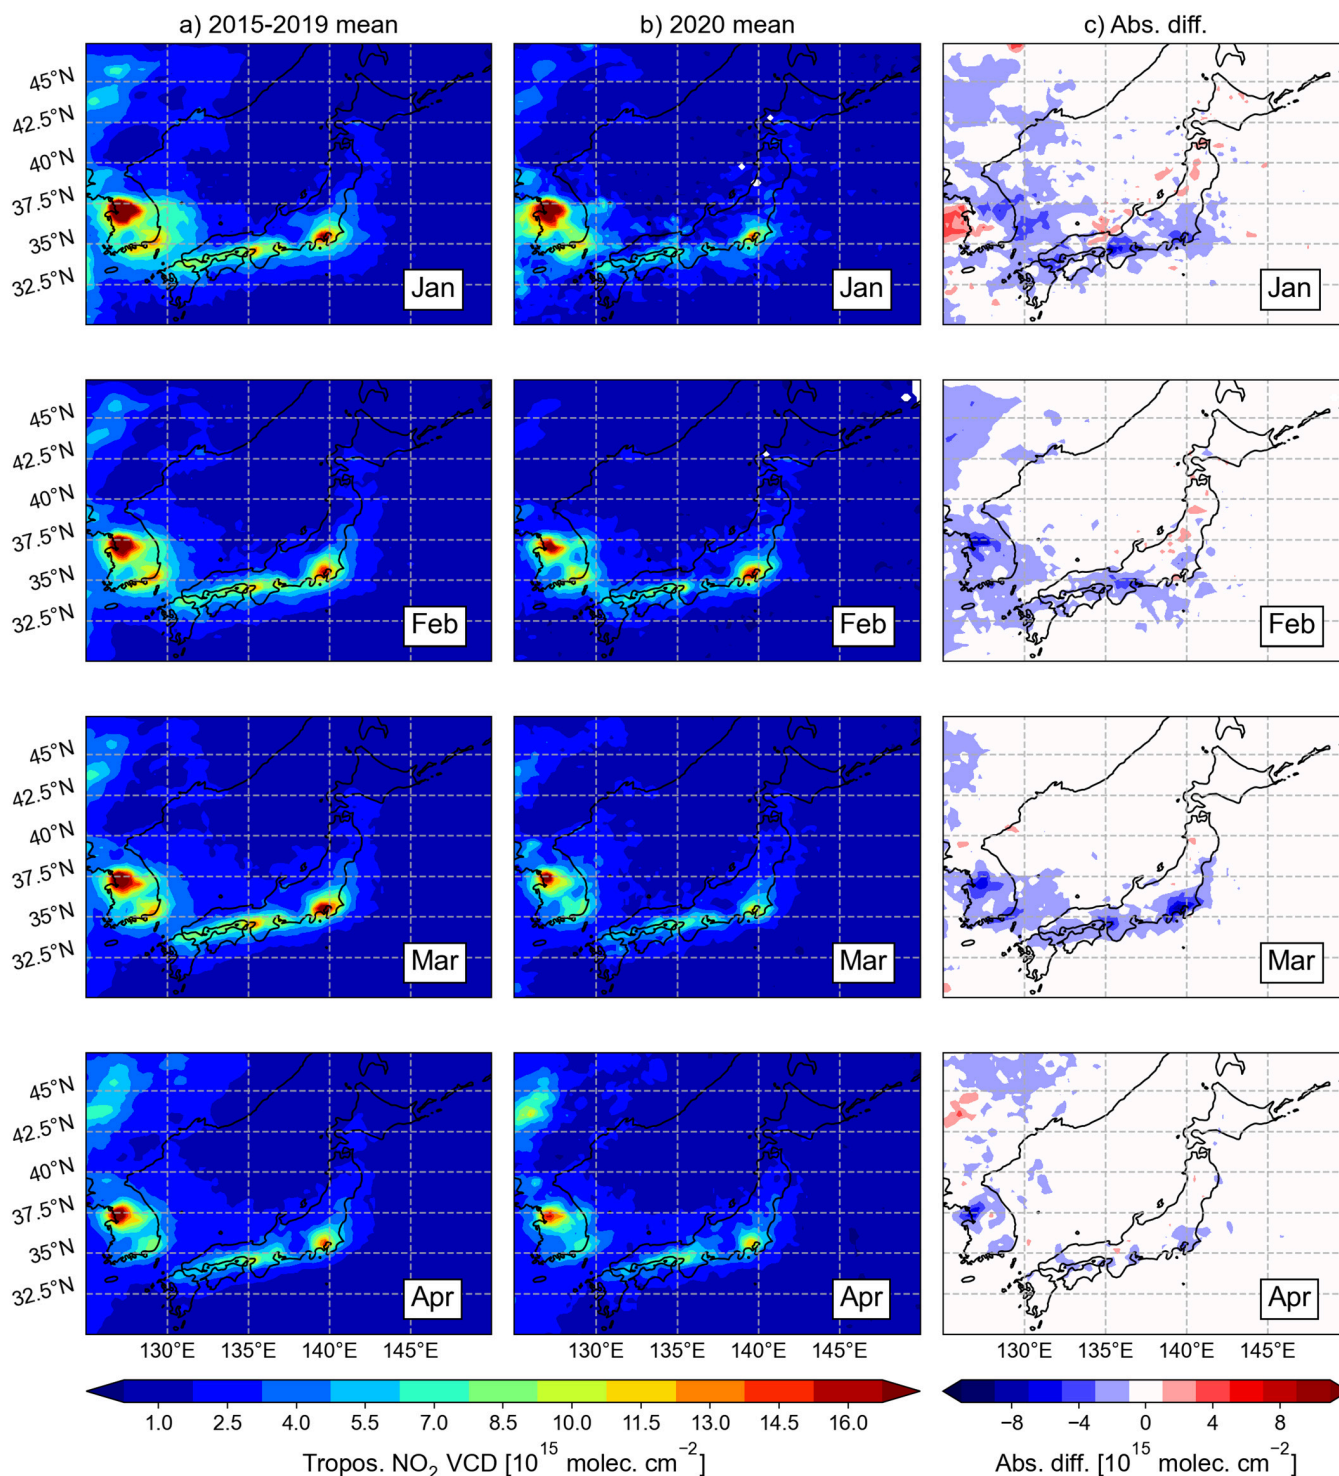 a) 2015-2019 mean
b) 2020 mean
c) Abs. diff.
45°N
42.5°N
40°N
37.5°N
35°N
32.5°N
Jan
Jan
Jan
45°N
42.5°N
40°N
37.5°N
35°N
32.5°N
Feb
Feb
Feb
45°N
42.5°N
40°N
37.5°N
35°N
32.5°N
Mar
Mar
Mar
45°N
42.5°N
40°N
37.5°N
35°N
32.5°N
Apr
Apr
Apr
130°E 135°E 140°E 145°E
130°E 135°E 140°E 145°E
130°E 135°E 140°E 145°E
1.0 2.5 4.0 5.5 7.0 8.5 10.0 11.5 13.0 14.5 16.0
Tropos. NO₂ VCD [10¹⁵ molec. cm⁻²]
−8 −4 0 4 8
Abs. diff. [10¹⁵ molec. cm⁻²]